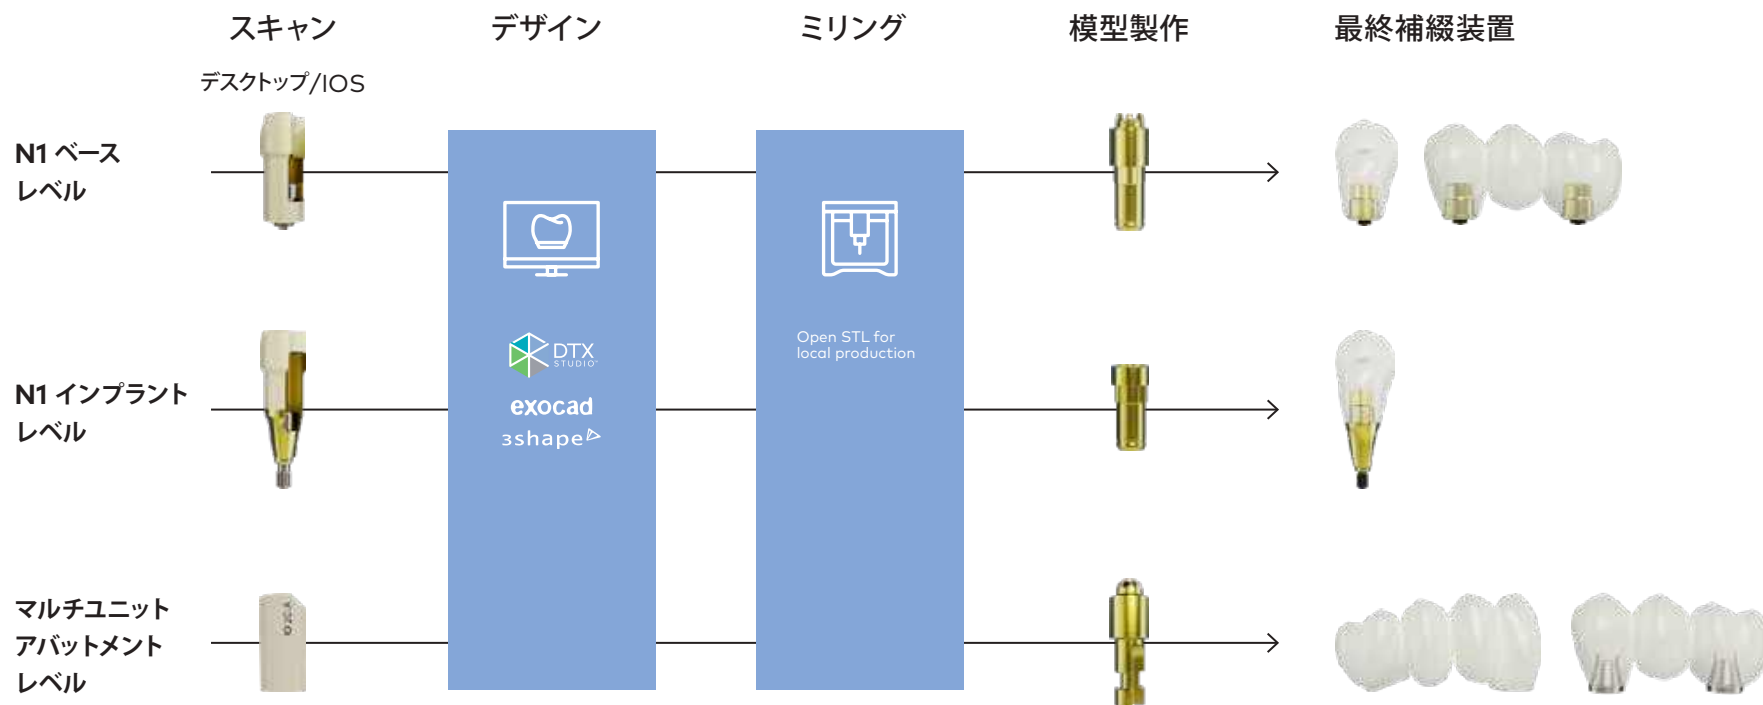 スキャン
デザイン
ミリング
模型製作
最終補綴装置
デスクトップ/IOS
N1 ベース
レベル
Open STL for
local production
DTX
STUDIO
exocad
3shape
N1 インプラント
レベル
マルチユニット
アバットメント
レベル